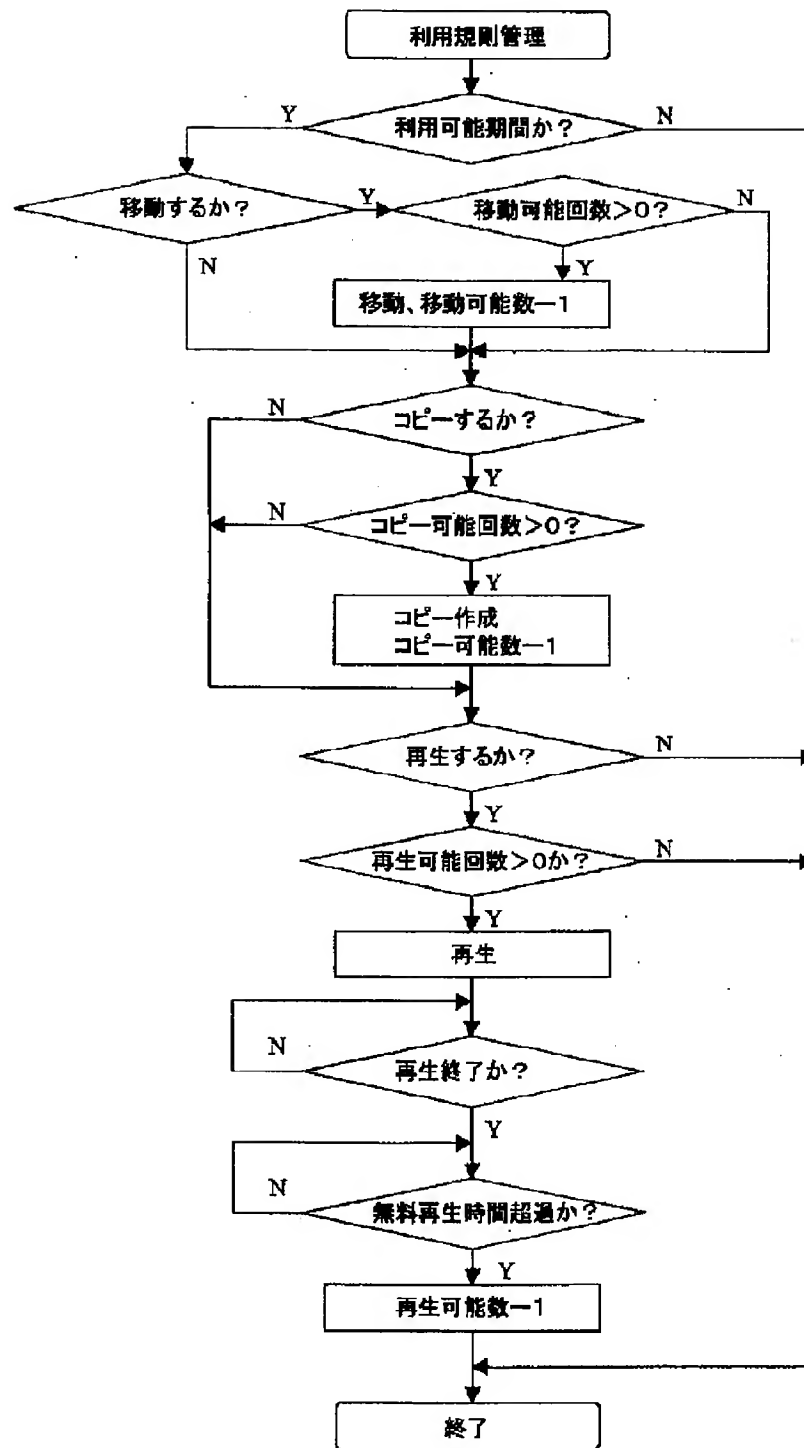 利用規則管理
Y
利用可能期間か？
N
移動するか？
Y
移動可能回数＞0？
N
N
Y
移動、移動可能数ー1
N
コピーするか？
Y
N
コピー可能回数＞0？
Y
コピー作成
コピー可能数ー1
再生するか？
N
Y
再生可能回数＞0か？
N
Y
再生
N
再生終了か？
Y
N
無料再生時間超過か？
Y
再生可能数ー1
終了